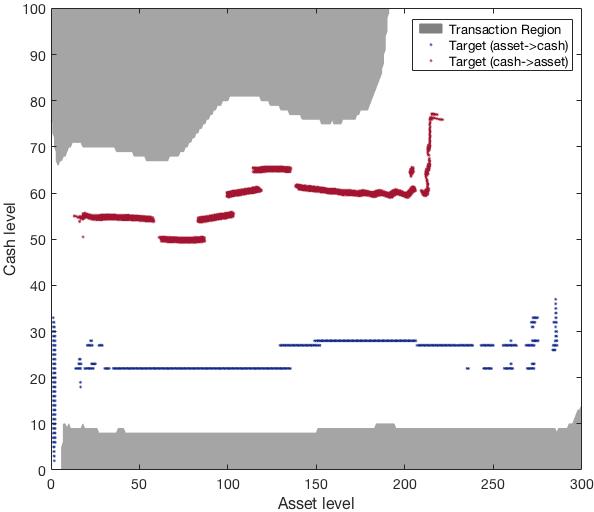 100
90
80
70
60
50
40
30
20
10
0
Cash level
Transaction Region
Target (asset->cash)
Target (cash->asset)
0 50 100 150 200 250 300
Asset level